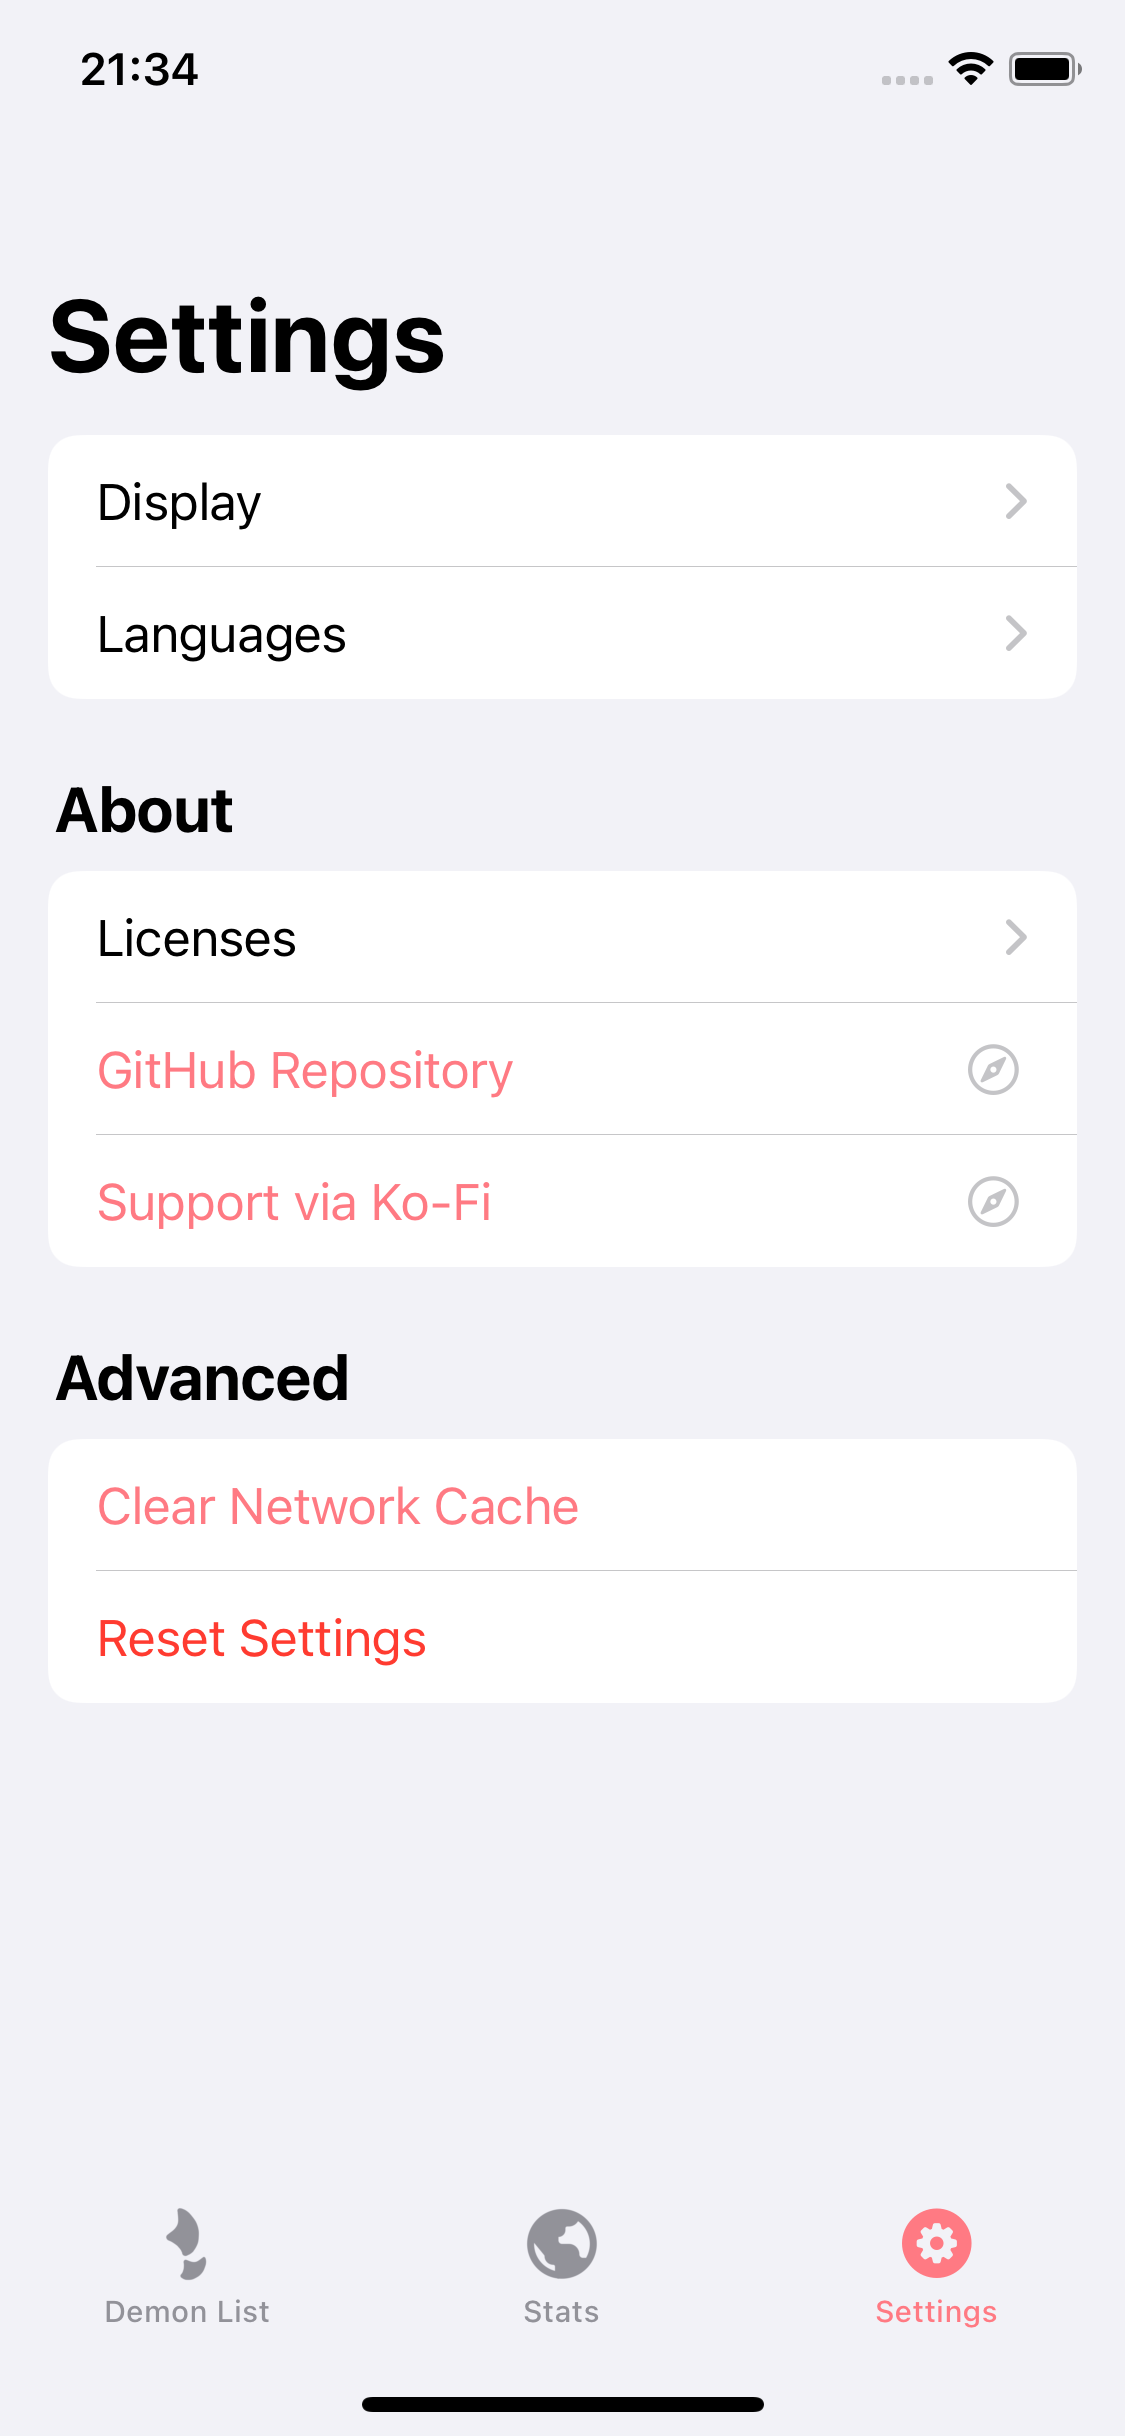 21:34
Settings
Display
Languages
About
Licenses
GitHub Repository
Support via Ko-Fi
Advanced
Clear Network Cache
Reset Settings
Demon List
Stats
Settings